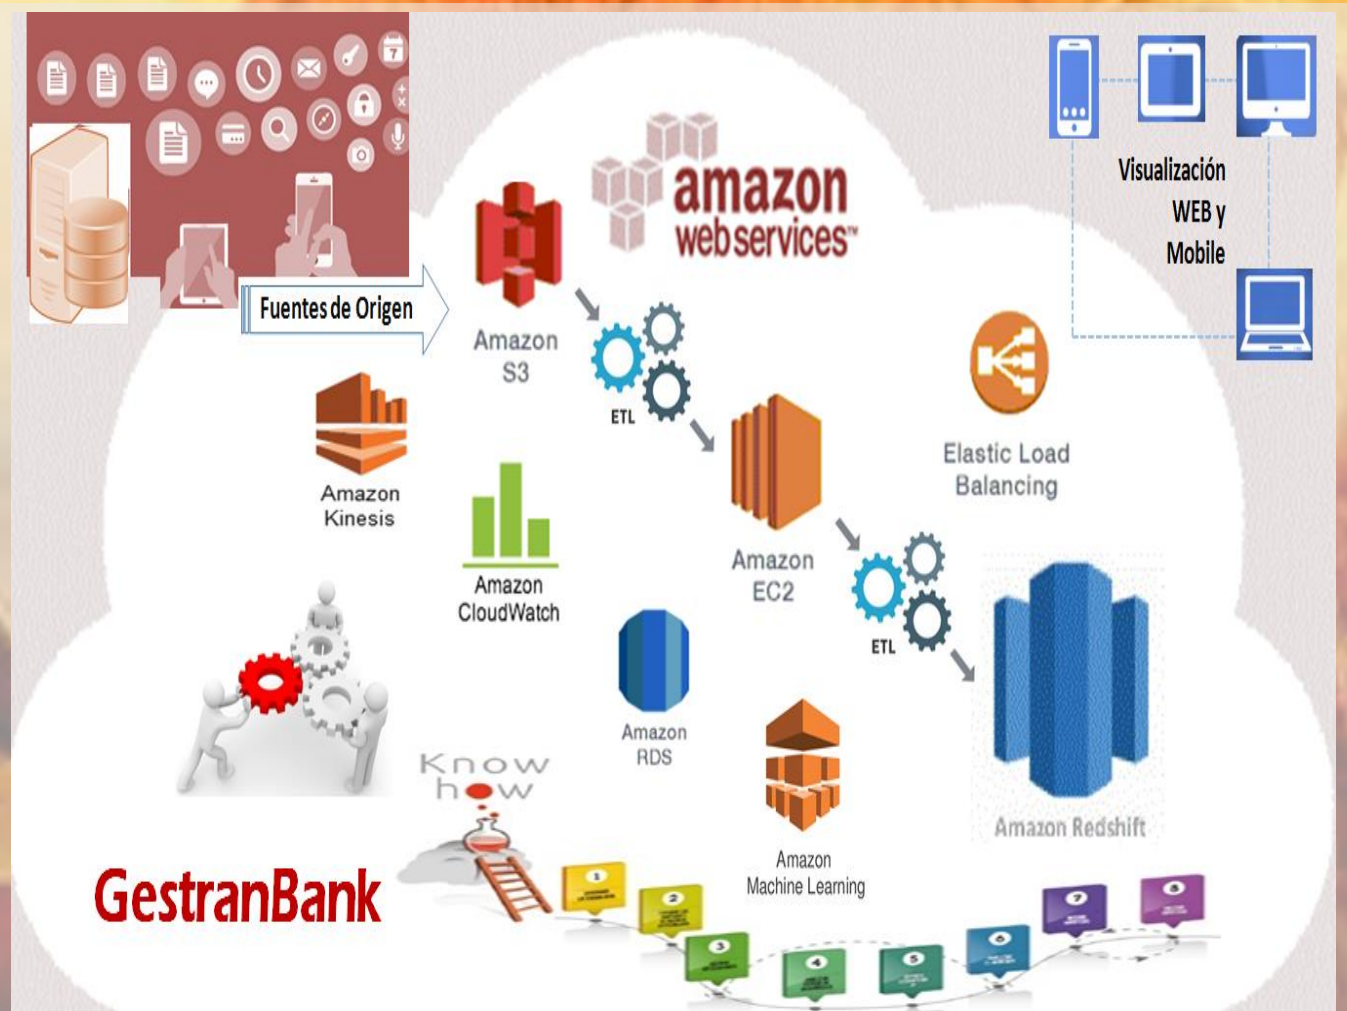 7
amazon
webservices™
Visualización
WEB y
Mobile
Fuentes de Origen
Amazon
S3
ETL
Elastic Load
Balancing
Amazon
Kinesis
Amazon
EC2
Amazon
CloudWatch
ETL
Amazon
RDS
Know
how
Amazon Redshift
Amazon
Machine Learning
GestranBank
1
2
3
4
5
6
7
8